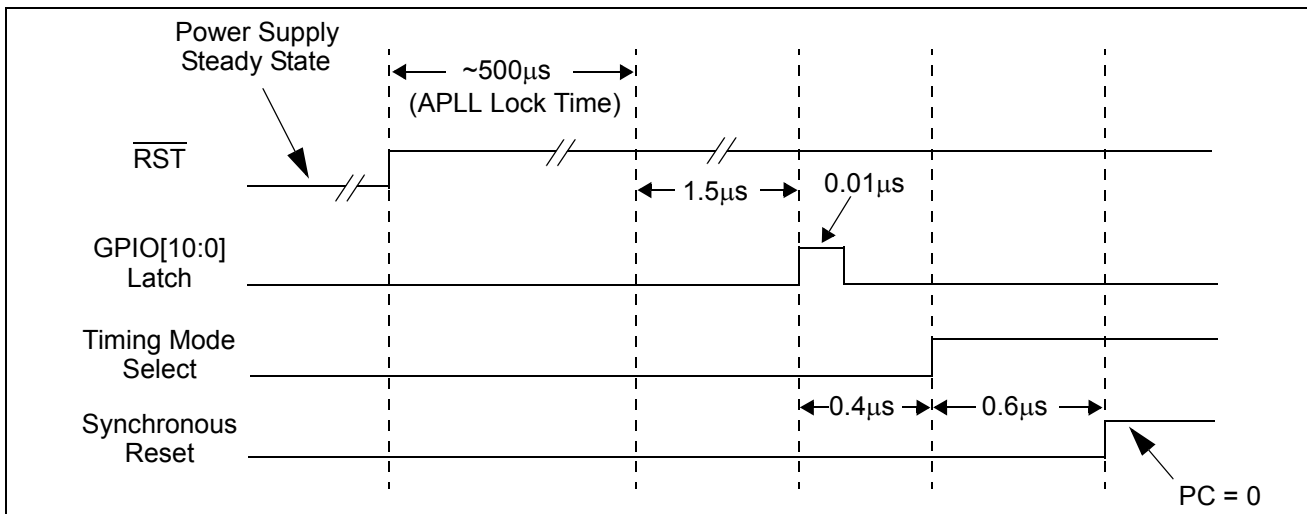 Power Supply
Steady State
~500μs
(APLL Lock Time)
RST
1.5μs
0.01μs
GPIO[10:0]
Latch
Timing Mode
Select
0.4μs
0.6μs
Synchronous
Reset
PC = 0